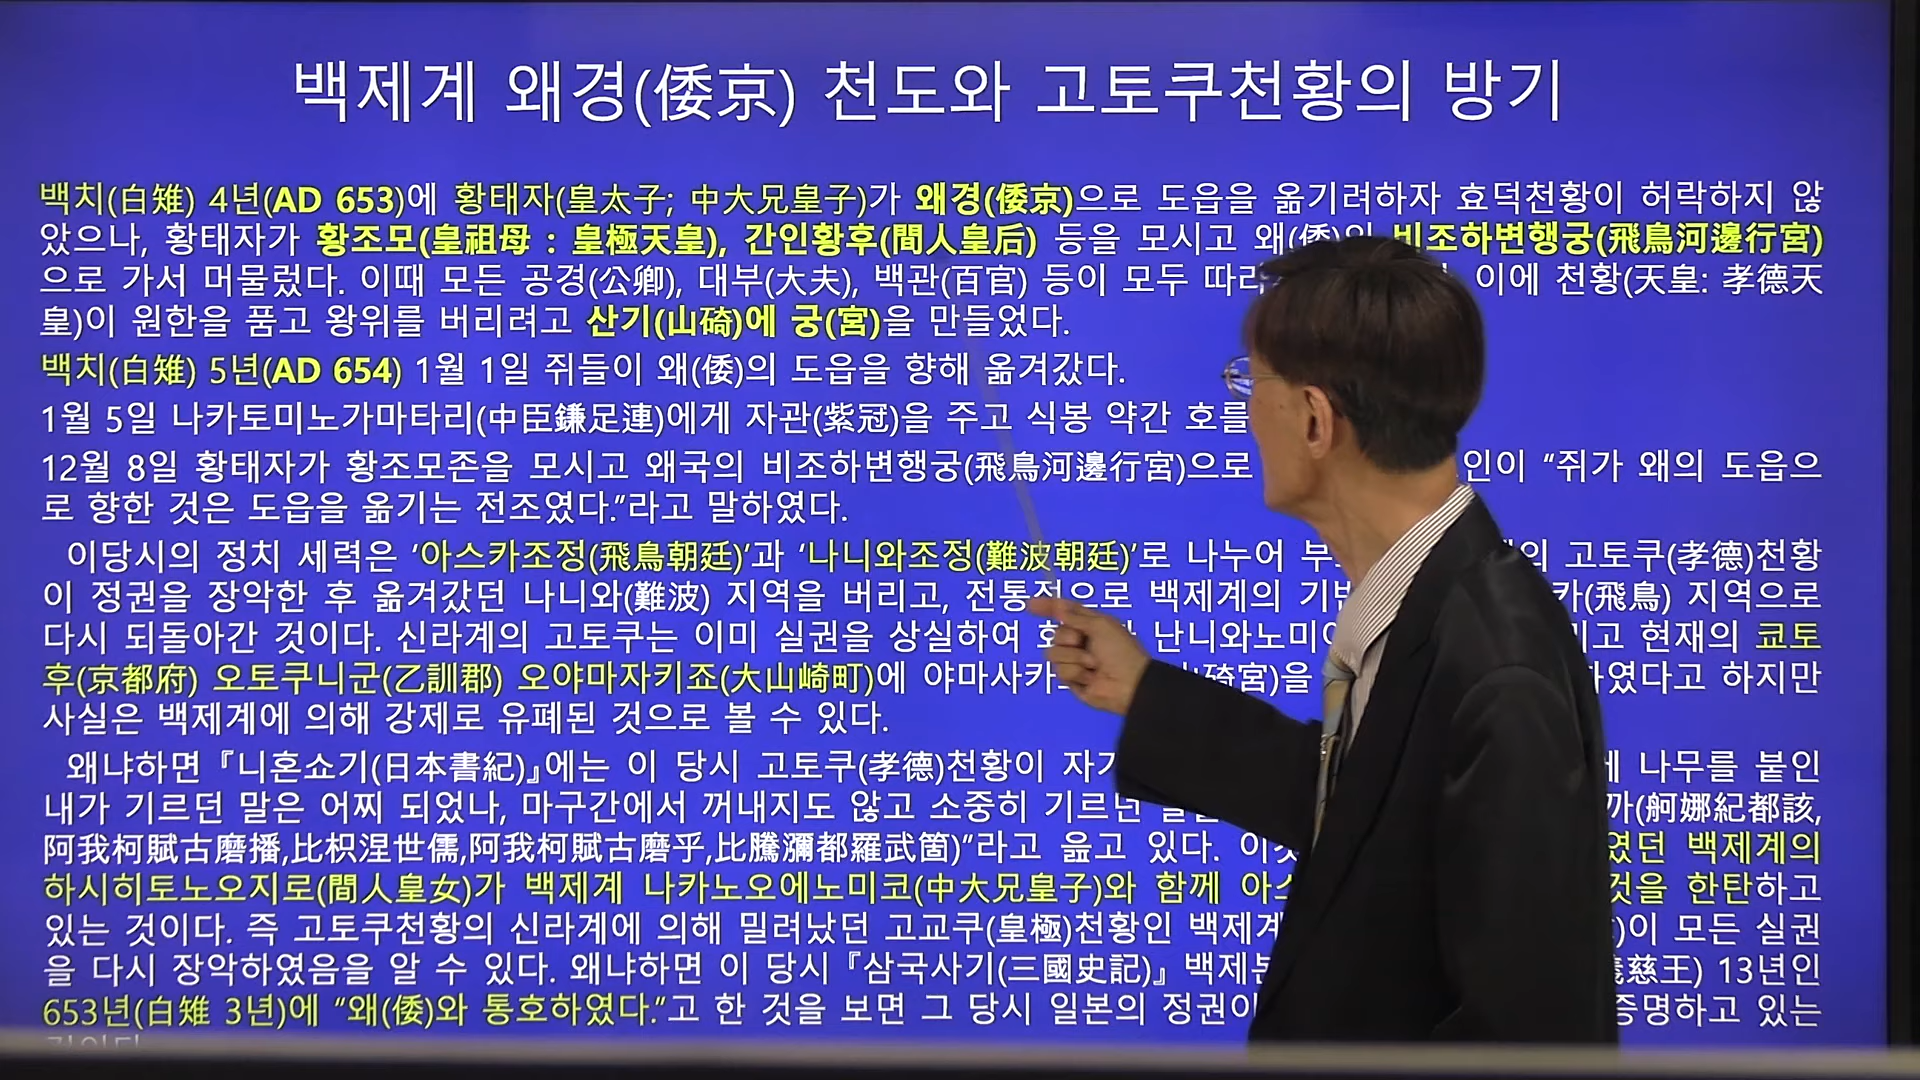 백제계 왜경(倭京) 천도와 고토쿠천황의 방기
백치(白雉) 4년(AD 653)에 황태자(皇太子; 中大兄皇子)가 왜경(倭京)으로 도읍을 옮기려하자 효덕천황이 허락하지 않
았으나, 황태자가 황조모(皇祖母 : 皇極天皇), 간인황후(間人皇后) 등을 모시고 왜(倭)의 비조하변행궁(飛鳥河邊行宮)
으로 가서 머물렀다. 이때 모든 공경(公卿), 대부(大夫), 백관(百官) 등이 모두 따라 이에 천황(天皇: 孝德天
皇)이 원한을 품고 왕위를 버리려고 산기(山碕)에 궁(宮)을 만들었다.
백치(白雉) 5년(AD 654) 1월 1일 쥐들이 왜(倭)의 도읍을 향해 옮겨갔다.
1월 5일 나카토미노가마타리(中臣鎌足連)에게 자관(紫冠)을 주고 식봉 약간 호를
12월 8일 황태자가 황조모존을 모시고 왜국의 비조하변행궁(飛鳥河邊行宮)으로 인이 “쥐가 왜의 도읍으
로 향한 것은 도읍을 옮기는 전조였다.”라고 말하였다.
이당시의 정치 세력은 ‘아스카조정(飛鳥朝廷)’과 ‘나니와조정(難波朝廷)’로 나누어 의 고토쿠(孝德)천황
이 정권을 장악한 후 옮겨갔던 나니와(難波) 지역을 버리고, 전통적으로 백제계의 카(飛鳥) 지역으로
다시 되돌아간 것이다. 신라계의 고토쿠는 이미 실권을 상실하여 난니와노미 고 현재의 쿄토
후(京都府) 오토쿠니군(乙訓郡) 오야마자키죠(大山崎町)에 야마사카 碕宮)을 였다고 하지만
사실은 백제계에 의해 강제로 유폐된 것으로 볼 수 있다.
왜냐하면 『니혼쇼기(日本書紀)』에는 이 당시 고토쿠(孝德)천황이 자기 에 나무를 붙인
내가 기르던 말은 어찌 되었나, 마구간에서 꺼내지도 않고 소중히 기르던 까(舸娜紀都該,
阿我柯賦古磨播,比枳涅世儒,阿我柯賦古磨乎,比騰瀰都羅武箇)”라고 읊고 있다. 였던 백제계의
하시히토노오지로(間人皇女)가 백제계 나카노오에노미코(中大兄皇子)와 함께 것을 한탄하고
있는 것이다. 즉 고토쿠천황의 신라계에 의해 밀려났던 고교쿠(皇極)천황인 백제계 )이 모든 실권
을 다시 장악하였음을 알 수 있다. 왜냐하면 이 당시 『삼국사기(三國史記)』 백제본 慈王) 13년인
653년(白雉 3년)에 “왜(倭)와 통호하였다.”고 한 것을 보면 그 당시 일본의 정권이 증명하고 있는